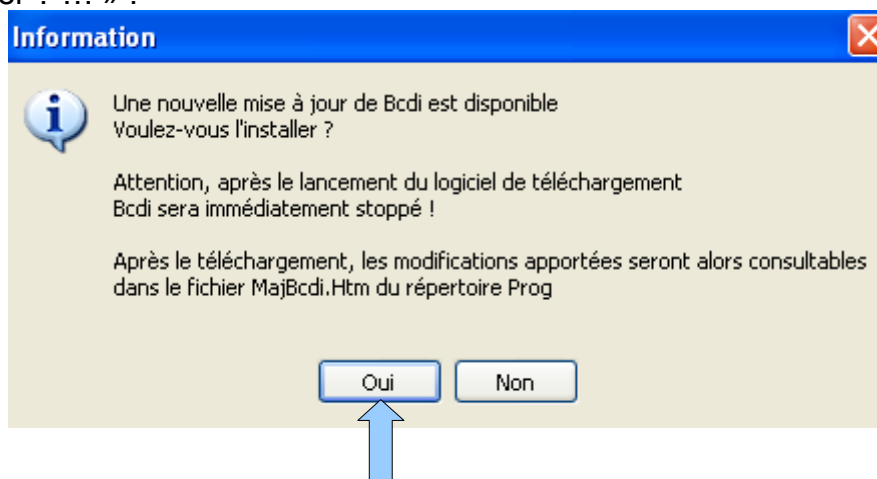 Information
Une nouvelle mise à jour de Bcdi est disponible
Voulez-vous l'installer ?
Attention, après le lancement du logiciel de téléchargement
Bcdi sera immédiatement stoppé !
Après le téléchargement, les modifications apportées seront alors consultables
dans le fichier MajBcdi.Htm du répertoire Prog
Oui
Non